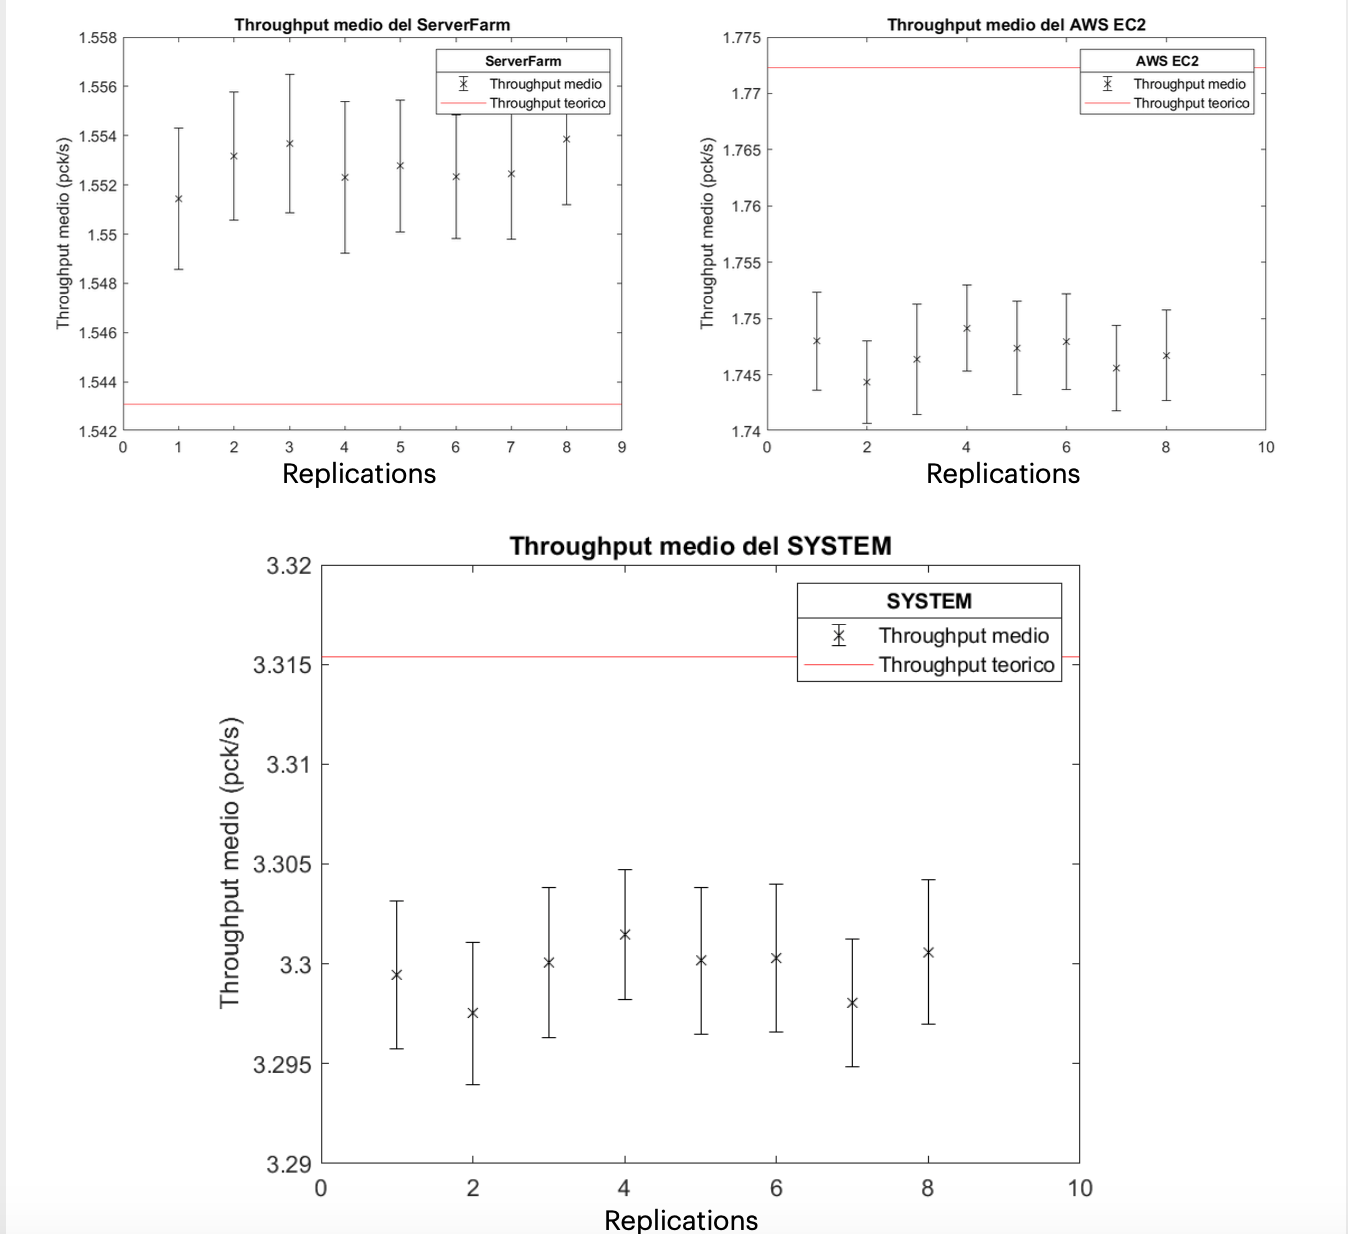 Throughput medio del ServerFarm
1.558
1.556
1.554
1.552
1.55
1.548
1.546
1.544
1.542
Throughput medio (pck/s)
ServerFarm
Throughput medio
Throughput teorico
0 1 2 3 4 5 6 7 8 9
Replications
Throughput medio del AWS EC2
1.775
1.77
1.765
1.76
1.755
1.75
1.745
1.74
Throughput medio (pck/s)
AWS EC2
Throughput medio
Throughput teorico
0 2 4 6 8 10
Replications
Throughput medio del SYSTEM
3.32
3.315
3.31
3.305
3.3
3.295
3.29
Throughput medio (pck/s)
SYSTEM
Throughput medio
Throughput teorico
0 2 4 6 8 10
Replications